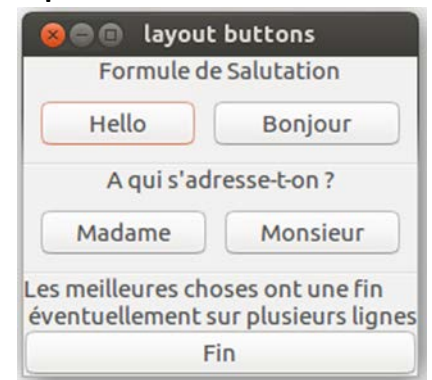 layout buttons
Formule de Salutation
Hello Bonjour
A qui s'adresse-t-on ?
Madame Monsieur
Les meilleures choses ont une fin
éventuellement sur plusieurs lignes
Fin